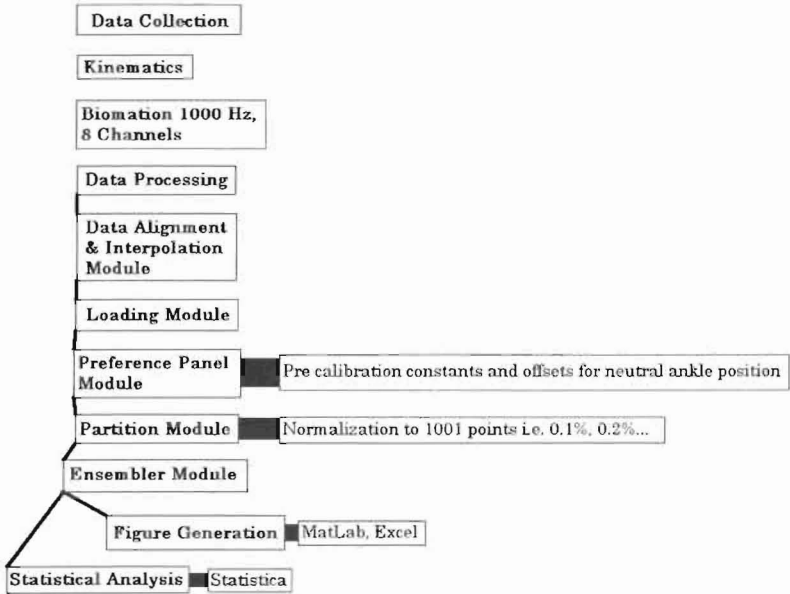 Data Collection
Kinematics
Biomation 1000 Hz,
8 Channels
Data Processing
Data Alignment
& Interpolation
Module
Loading Module
Preference Panel
Module
Pre calibration constants and offsets for neutral ankle position
Partition Module
Normalization to 1001 points i.e. 0.1%, 0.2%...
Ensembler Module
Figure Generation
MatLab, Excel
Statistical Analysis
Statistica